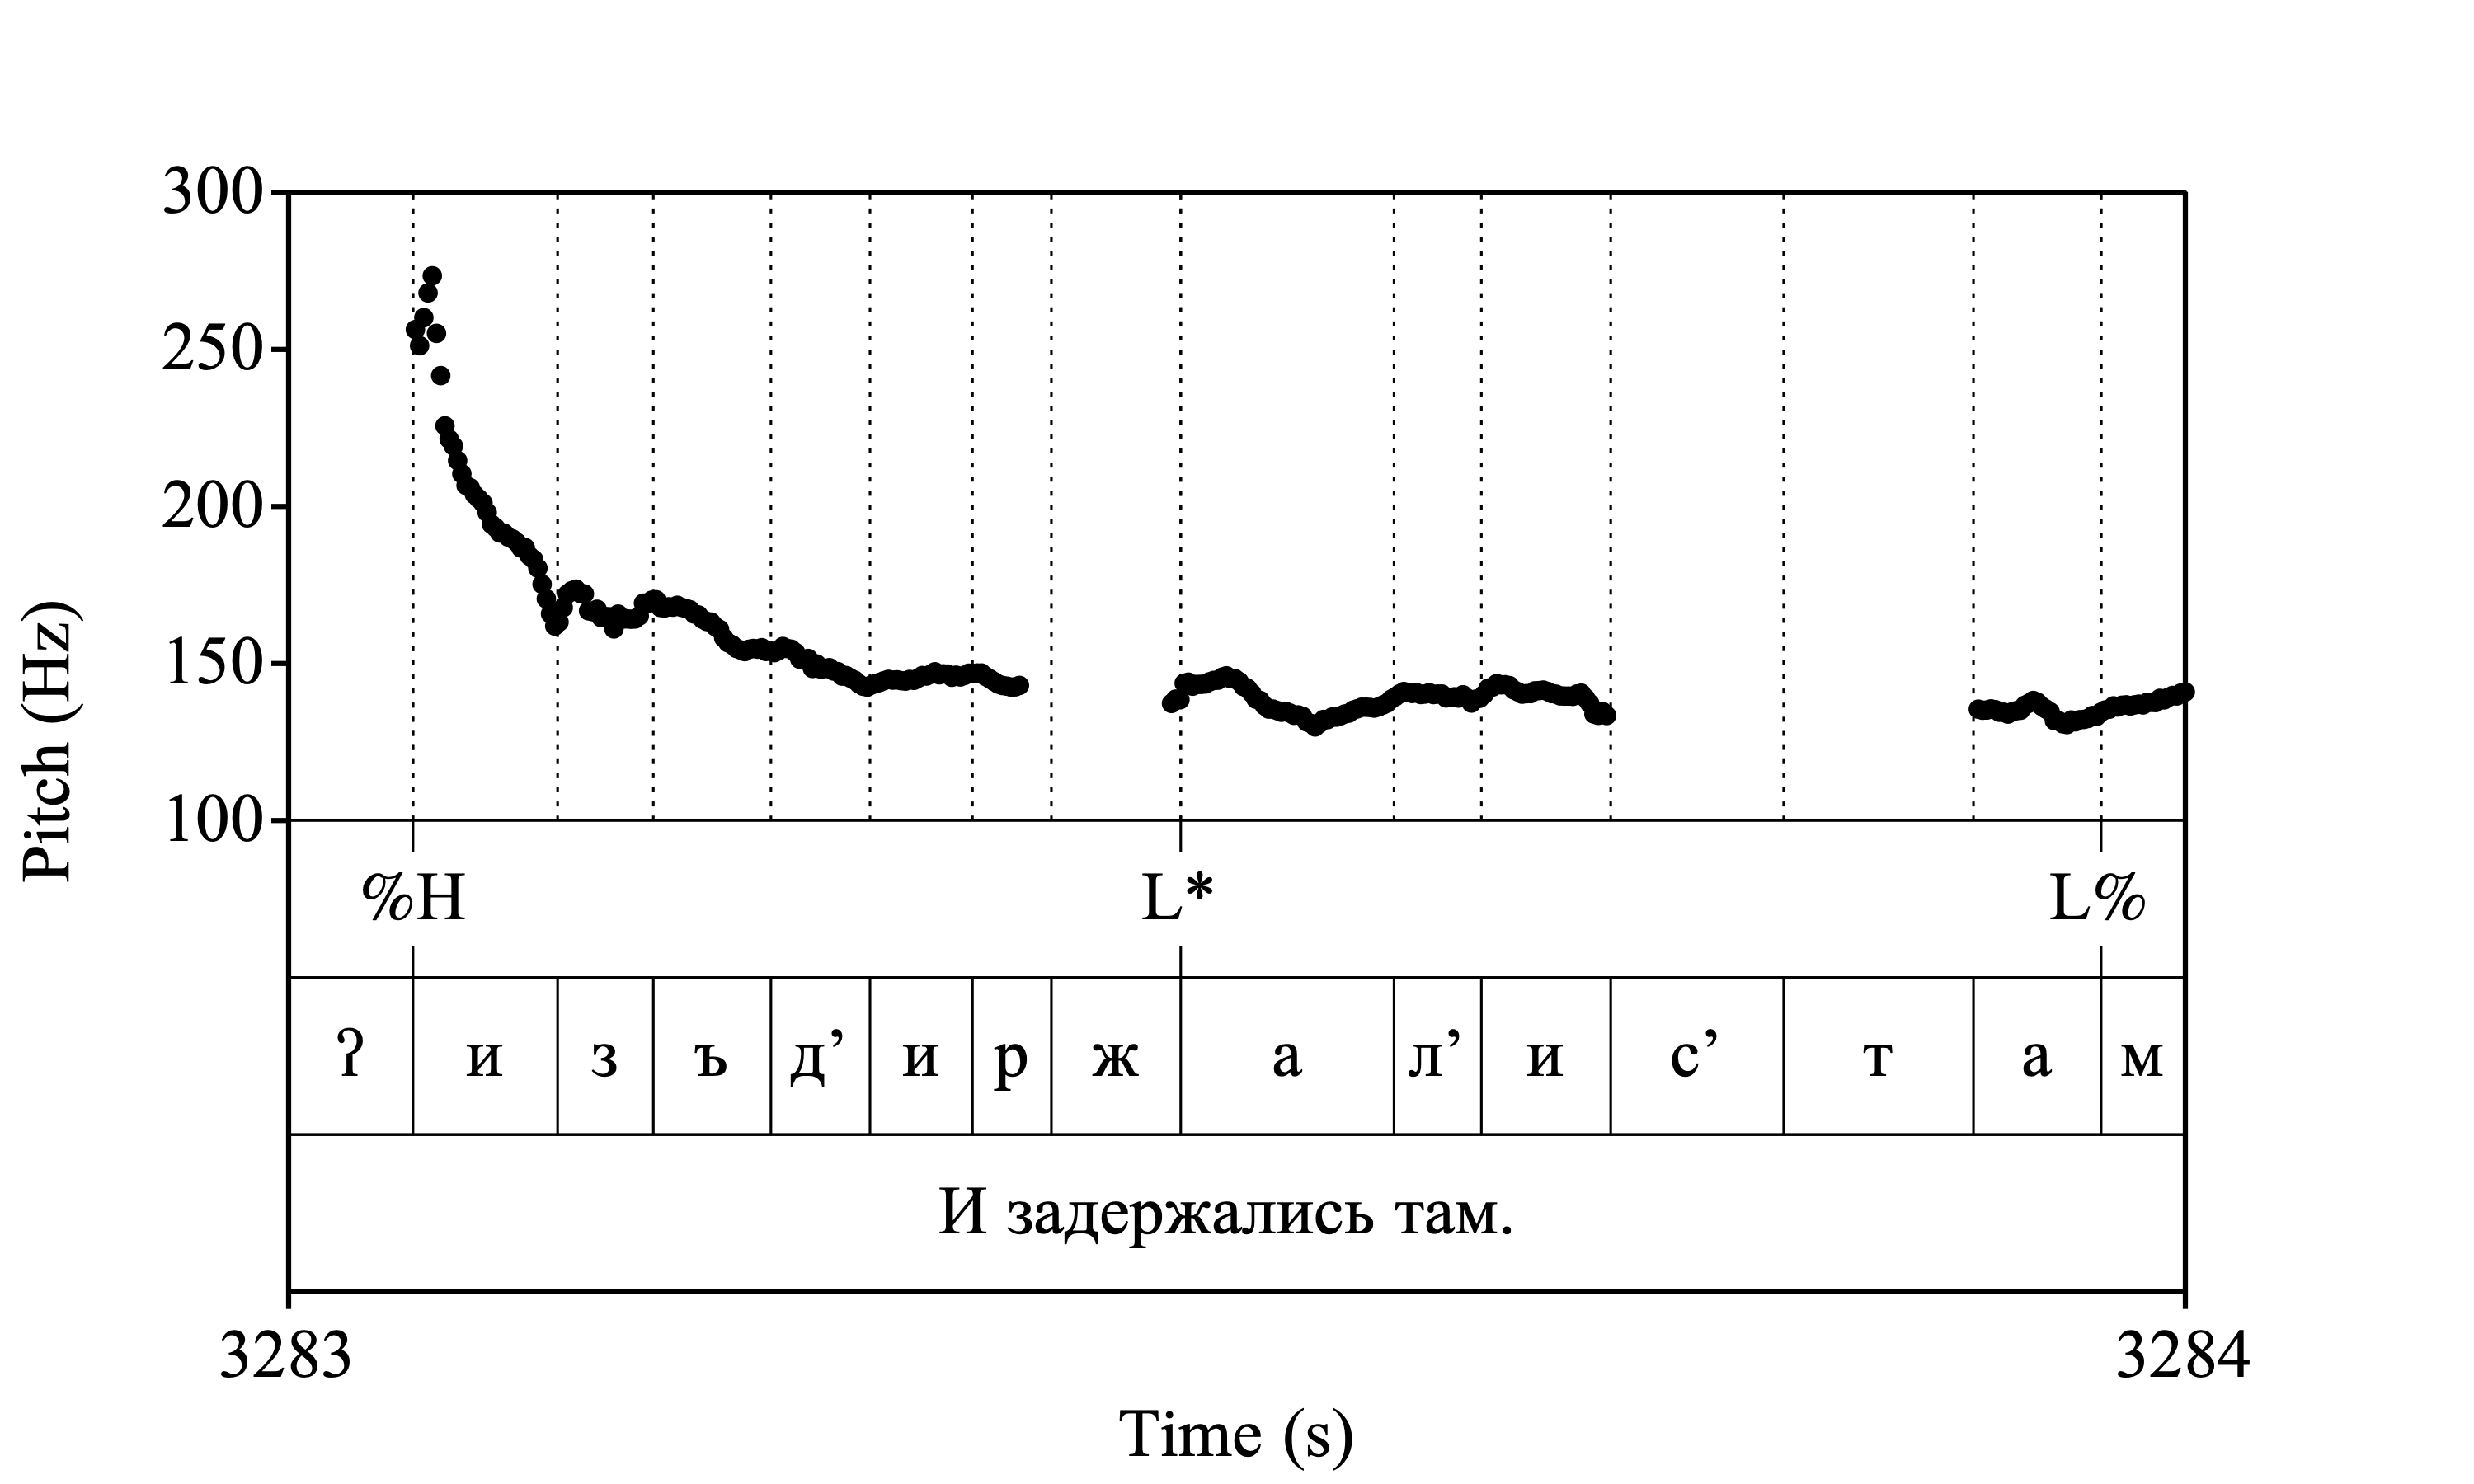 Pitch (Hz)
300
250
200
150
100
%H L* L%
ʔ и з ъ д’ и р ж а л’ и с’ т а м
И задержались там.
3283 3284
Time (s)